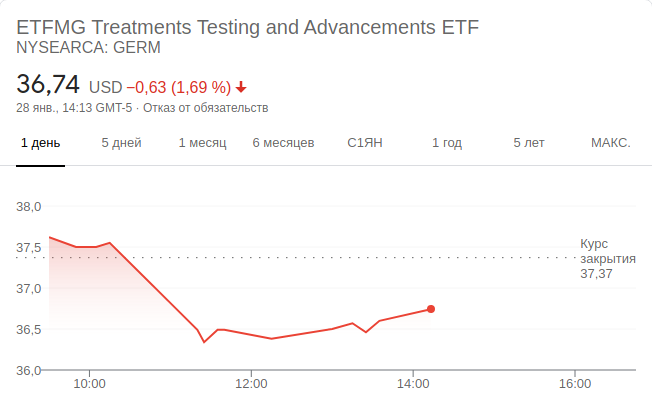 ETFMG Treatments Testing and Advancements ETF
NYSEARCA: GERM
36,74 USD −0,63 (1,69 %)
28 янв., 14:13 GMT-5 · Отказ от обязательств
1 день 5 дней 1 месяц 6 месяцев С1ЯН 1 год 5 лет МАКС.
38,0
37,5
37,0
36,5
36,0
Курс
закрытия
37,37
10:00 12:00 14:00 16:00